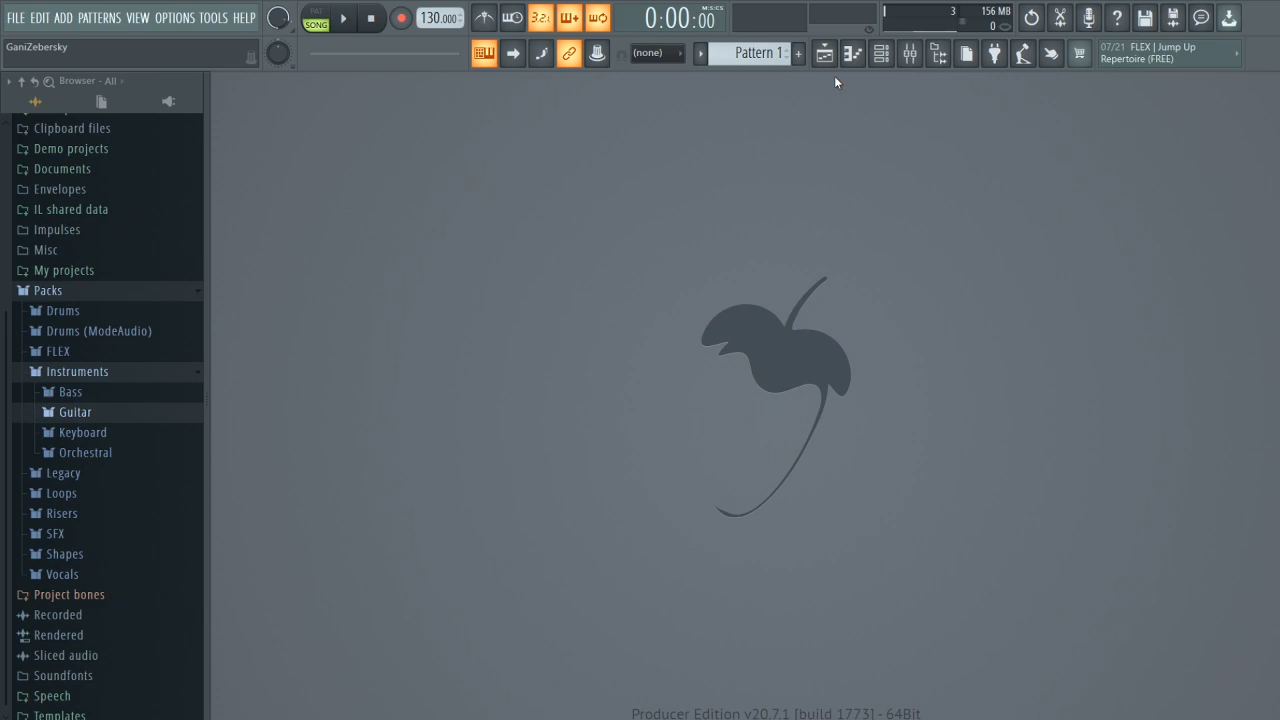 FILE EDIT ADD PATTERNS VIEW OPTIONS TOOLS HELP
PAT
SONG
130.000
3.2.
0:00:00
M:S:CS
3
156 MB
0
GaniZebersky
(none)
Pattern 1
07/21 FLEX | Jump Up
Repertoire (FREE)
Browser - All
Clipboard files
Demo projects
Documents
Envelopes
IL shared data
Impulses
Misc
My projects
Packs
Drums
Drums (ModeAudio)
FLEX
Instruments
Bass
Guitar
Keyboard
Orchestral
Legacy
Loops
Risers
SFX
Shapes
Vocals
Project bones
Recorded
Rendered
Sliced audio
Soundfonts
Speech
Templates
Producer Edition v20.7.1 [build 1773] - 64Bit